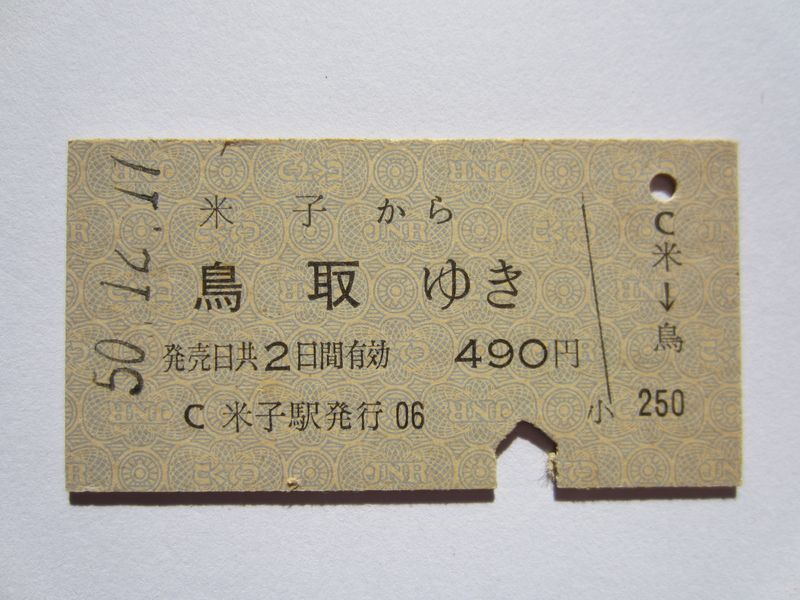 50.12.11
米子から
鳥取ゆき
発売日共2日間有効 490円
C 米子駅発行 06
C米→鳥
小 250